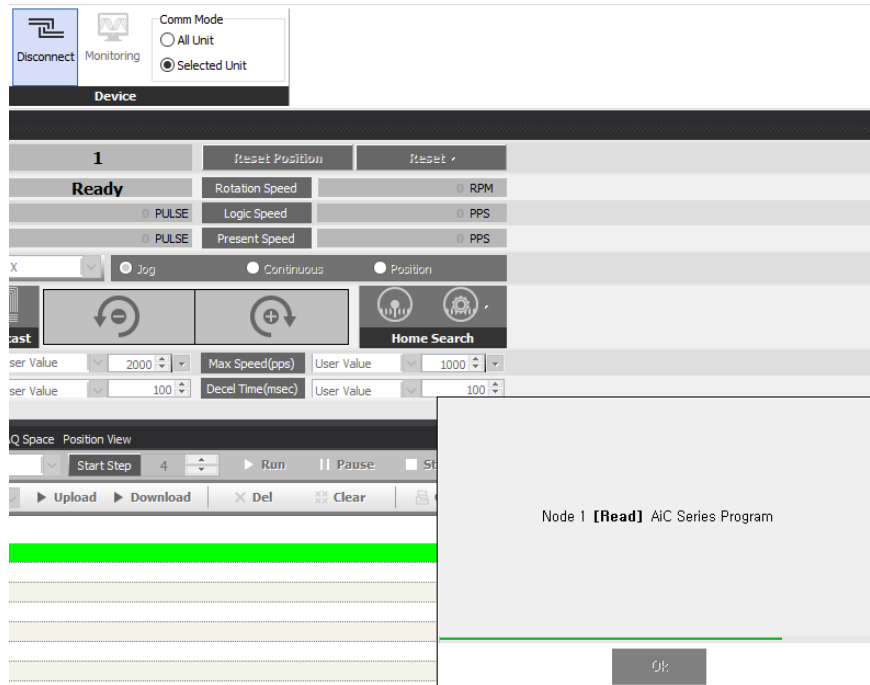 Comm Mode
All Unit
Selected Unit
Disconnect
Monitoring
Device
1
Reset Position
Reset
Ready
Rotation Speed
0 RPM
0 PULSE
Logic Speed
0 PPS
0 PULSE
Present Speed
0 PPS
X
Jog
Continuous
Position
Home Search
User Value
2000
Max Speed(pps)
User Value
1000
User Value
100
Decel Time(msec)
User Value
100
Space Position View
Start Step
4
Run
Pause
Upload
Download
Del
Clear
Node 1 [Read] AiC Series Program
Ok